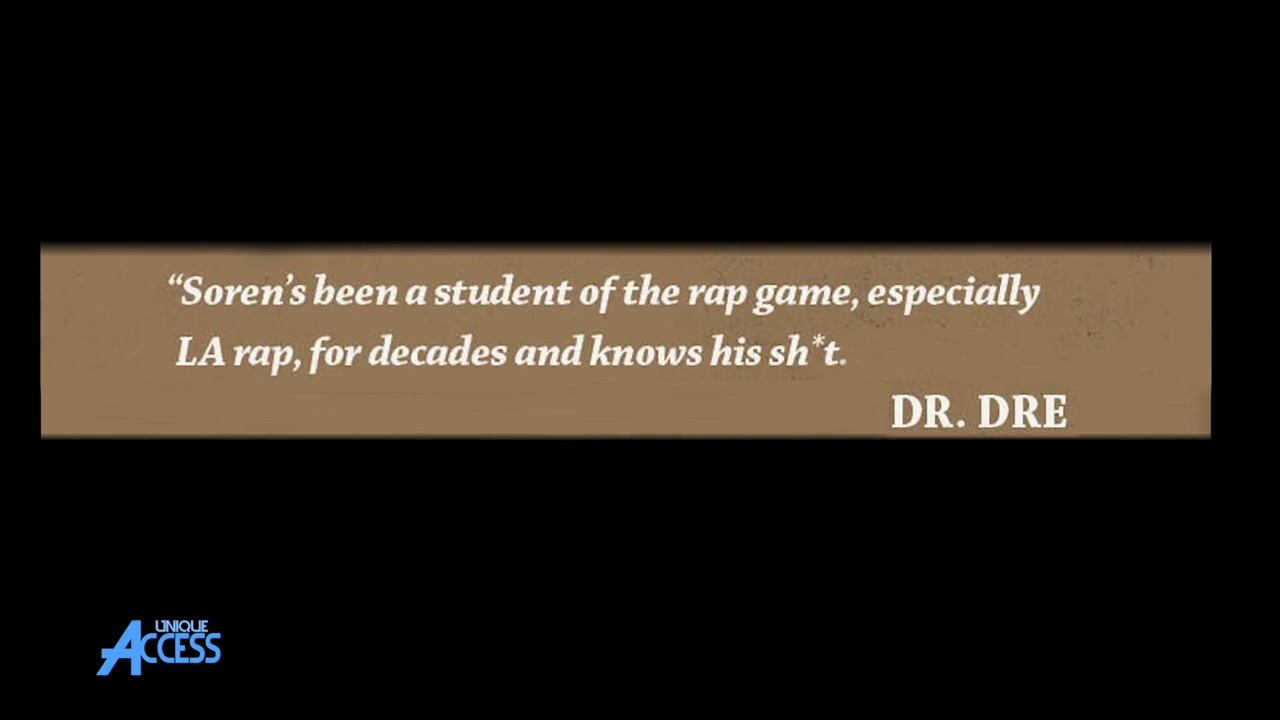 “Soren’s been a student of the rap game, especially
LA rap, for decades and knows his sh*t.
DR. DRE
UNIQUE
ACCESS